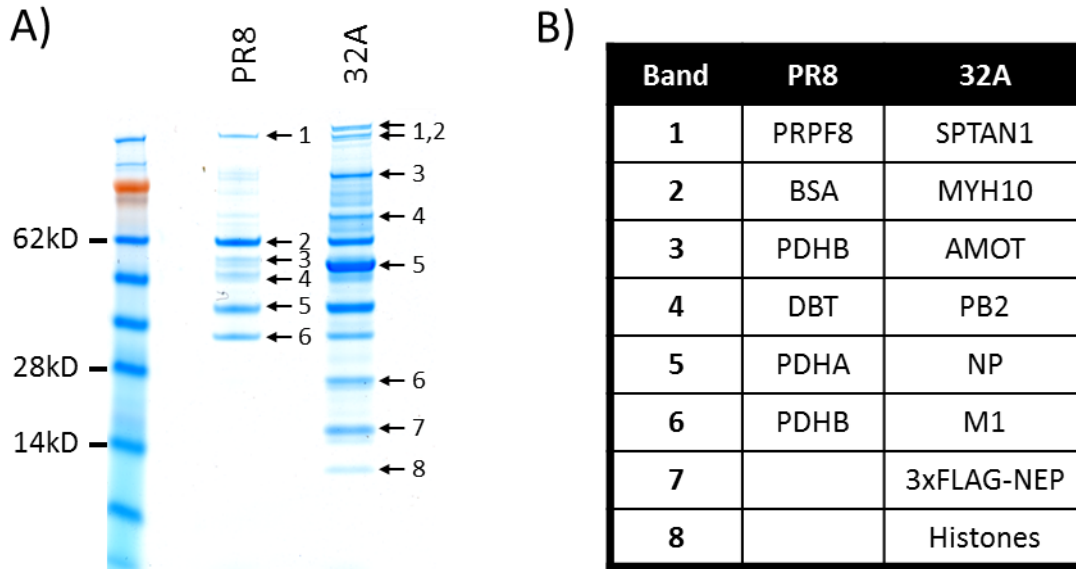 A)
PR8
32A
1
2
3
4
5
6
1,2
3
4
5
6
7
8
62kD
28kD
14kD
B)
Band PR8 32A
1 PRPF8 SPTAN1
2 BSA MYH10
3 PDHB AMOT
4 DBT PB2
5 PDHA NP
6 PDHB M1
7 3xFLAG-NEP
8 Histones